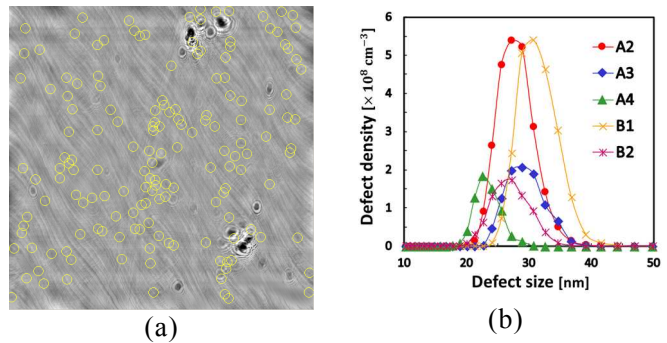 6
5
4
3
2
1
0
10
20
30
40
50
Defect density [× 10⁸ cm⁻³]
Defect size [nm]
A2
A3
A4
B1
B2
(a)
(b)